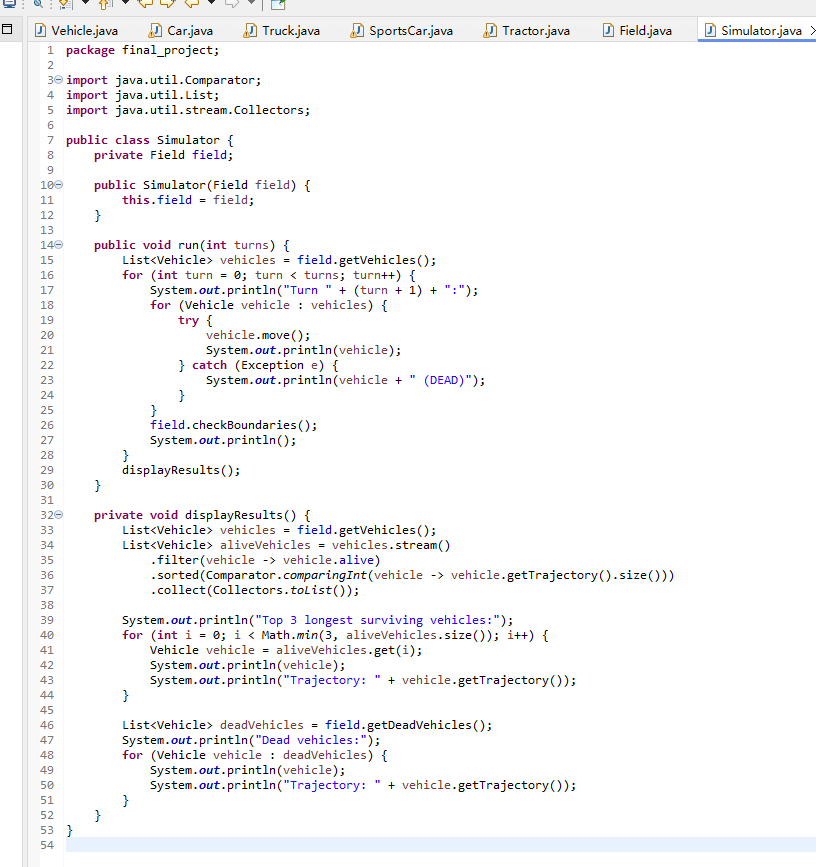 Vehicle.java Car.java Truck.java SportsCar.java Tractor.java Field.java Simulator.java
1 package final_project;
2
3 import java.util.Comparator;
4 import java.util.List;
5 import java.util.stream.Collectors;
6
7 public class Simulator {
8     private Field field;
9
10     public Simulator(Field field) {
11         this.field = field;
12     }
13
14     public void run(int turns) {
15         List<Vehicle> vehicles = field.getVehicles();
16         for (int turn = 0; turn < turns; turn++) {
17             System.out.println("Turn " + (turn + 1) + ":");
18             for (Vehicle vehicle : vehicles) {
19                 try {
20                     vehicle.move();
21                     System.out.println(vehicle);
22                 } catch (Exception e) {
23                     System.out.println(vehicle + " (DEAD)");
24                 }
25             }
26             field.checkBoundaries();
27             System.out.println();
28         }
29         displayResults();
30     }
31
32     private void displayResults() {
33         List<Vehicle> vehicles = field.getVehicles();
34         List<Vehicle> aliveVehicles = vehicles.stream()
35             .filter(vehicle -> vehicle.alive)
36             .sorted(Comparator.comparingInt(vehicle -> vehicle.getTrajectory().size()))
37             .collect(Collectors.toList());
38
39         System.out.println("Top 3 longest surviving vehicles:");
40         for (int i = 0; i < Math.min(3, aliveVehicles.size()); i++) {
41             Vehicle vehicle = aliveVehicles.get(i);
42             System.out.println(vehicle);
43             System.out.println("Trajectory: " + vehicle.getTrajectory());
44         }
45
46         List<Vehicle> deadVehicles = field.getDeadVehicles();
47         System.out.println("Dead vehicles:");
48         for (Vehicle vehicle : deadVehicles) {
49             System.out.println(vehicle);
50             System.out.println("Trajectory: " + vehicle.getTrajectory());
51         }
52     }
53 }
54